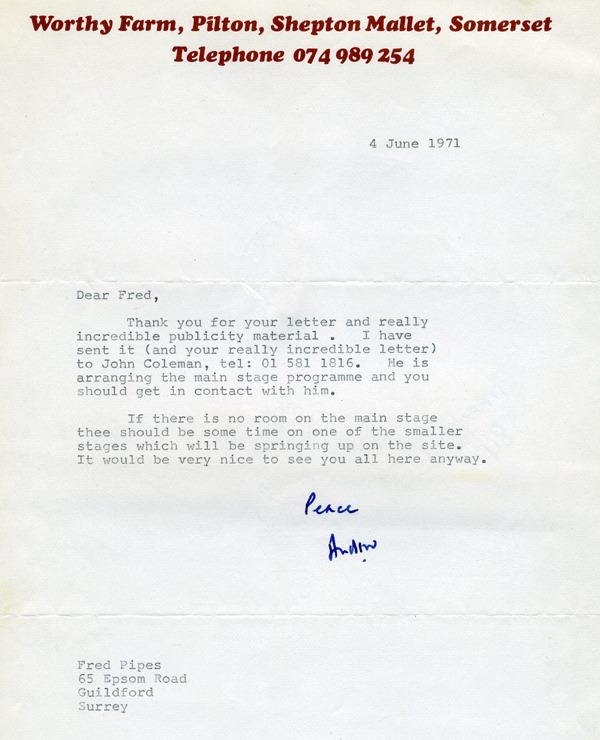 Worthy Farm, Pilton, Shepton Mallet, Somerset
Telephone 074 989 254
4 June 1971
Dear Fred,
Thank you for your letter and really
incredible publicity material . I have
sent it (and your really incredible letter)
to John Coleman, tel: 01 581 1816. He is
arranging the main stage programme and you
should get in contact with him.
If there is no room on the main stage
thee should be some time on one of the smaller
stages which will be springing up on the site.
It would be very nice to see you all here anyway.
Peace
Andrew
Fred Pipes
65 Epsom Road
Guildford
Surrey